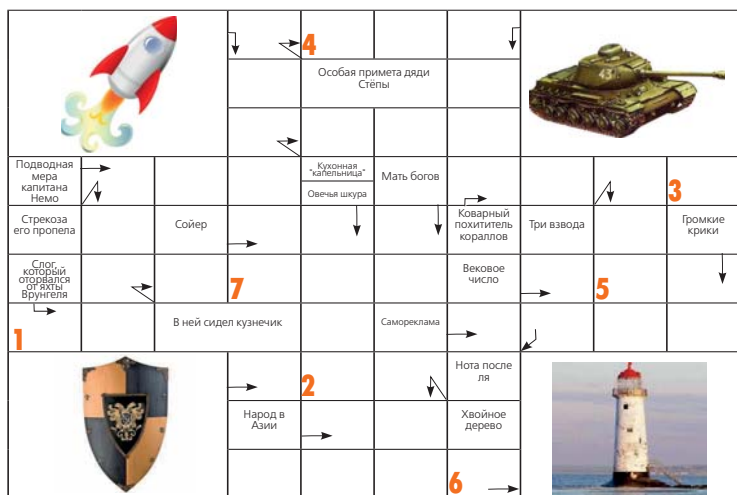 4
Особая примета дяди
Стёпы
45
Подводная
мера
капитана
Немо
Кухонная
"капельница"
Овечья шкура
Мать богов
3
Стрекоза
его пропела
Сойер
Коварный
похититель
кораллов
Три взвода
Громкие
крики
Слог,
который
оторвался
от яхты
Врунгеля
7
Вековое
число
5
1
В ней сидел кузнечик
Самореклама
2
Нота после
ля
Народ в
Азии
Хвойное
дерево
6